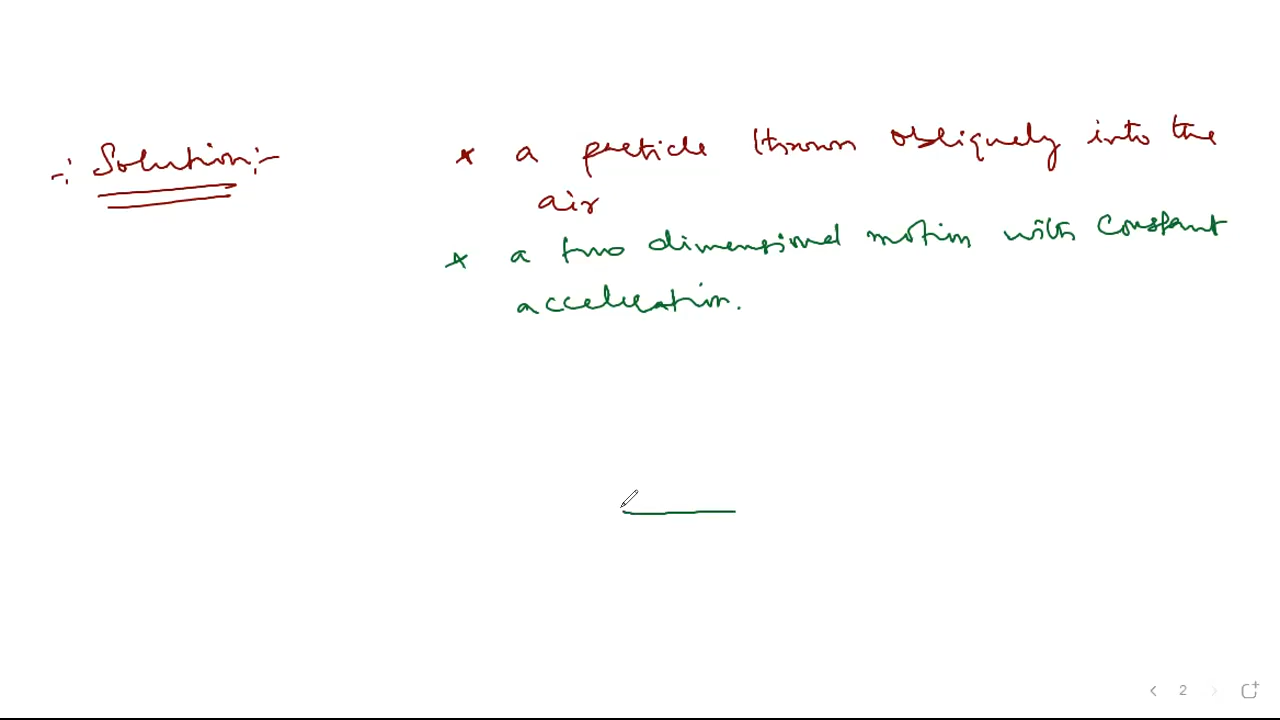 ∴ Solution:-
* a particle thrown obliquely into the
air
* a two dimensional motion with constant
acceleration.
2